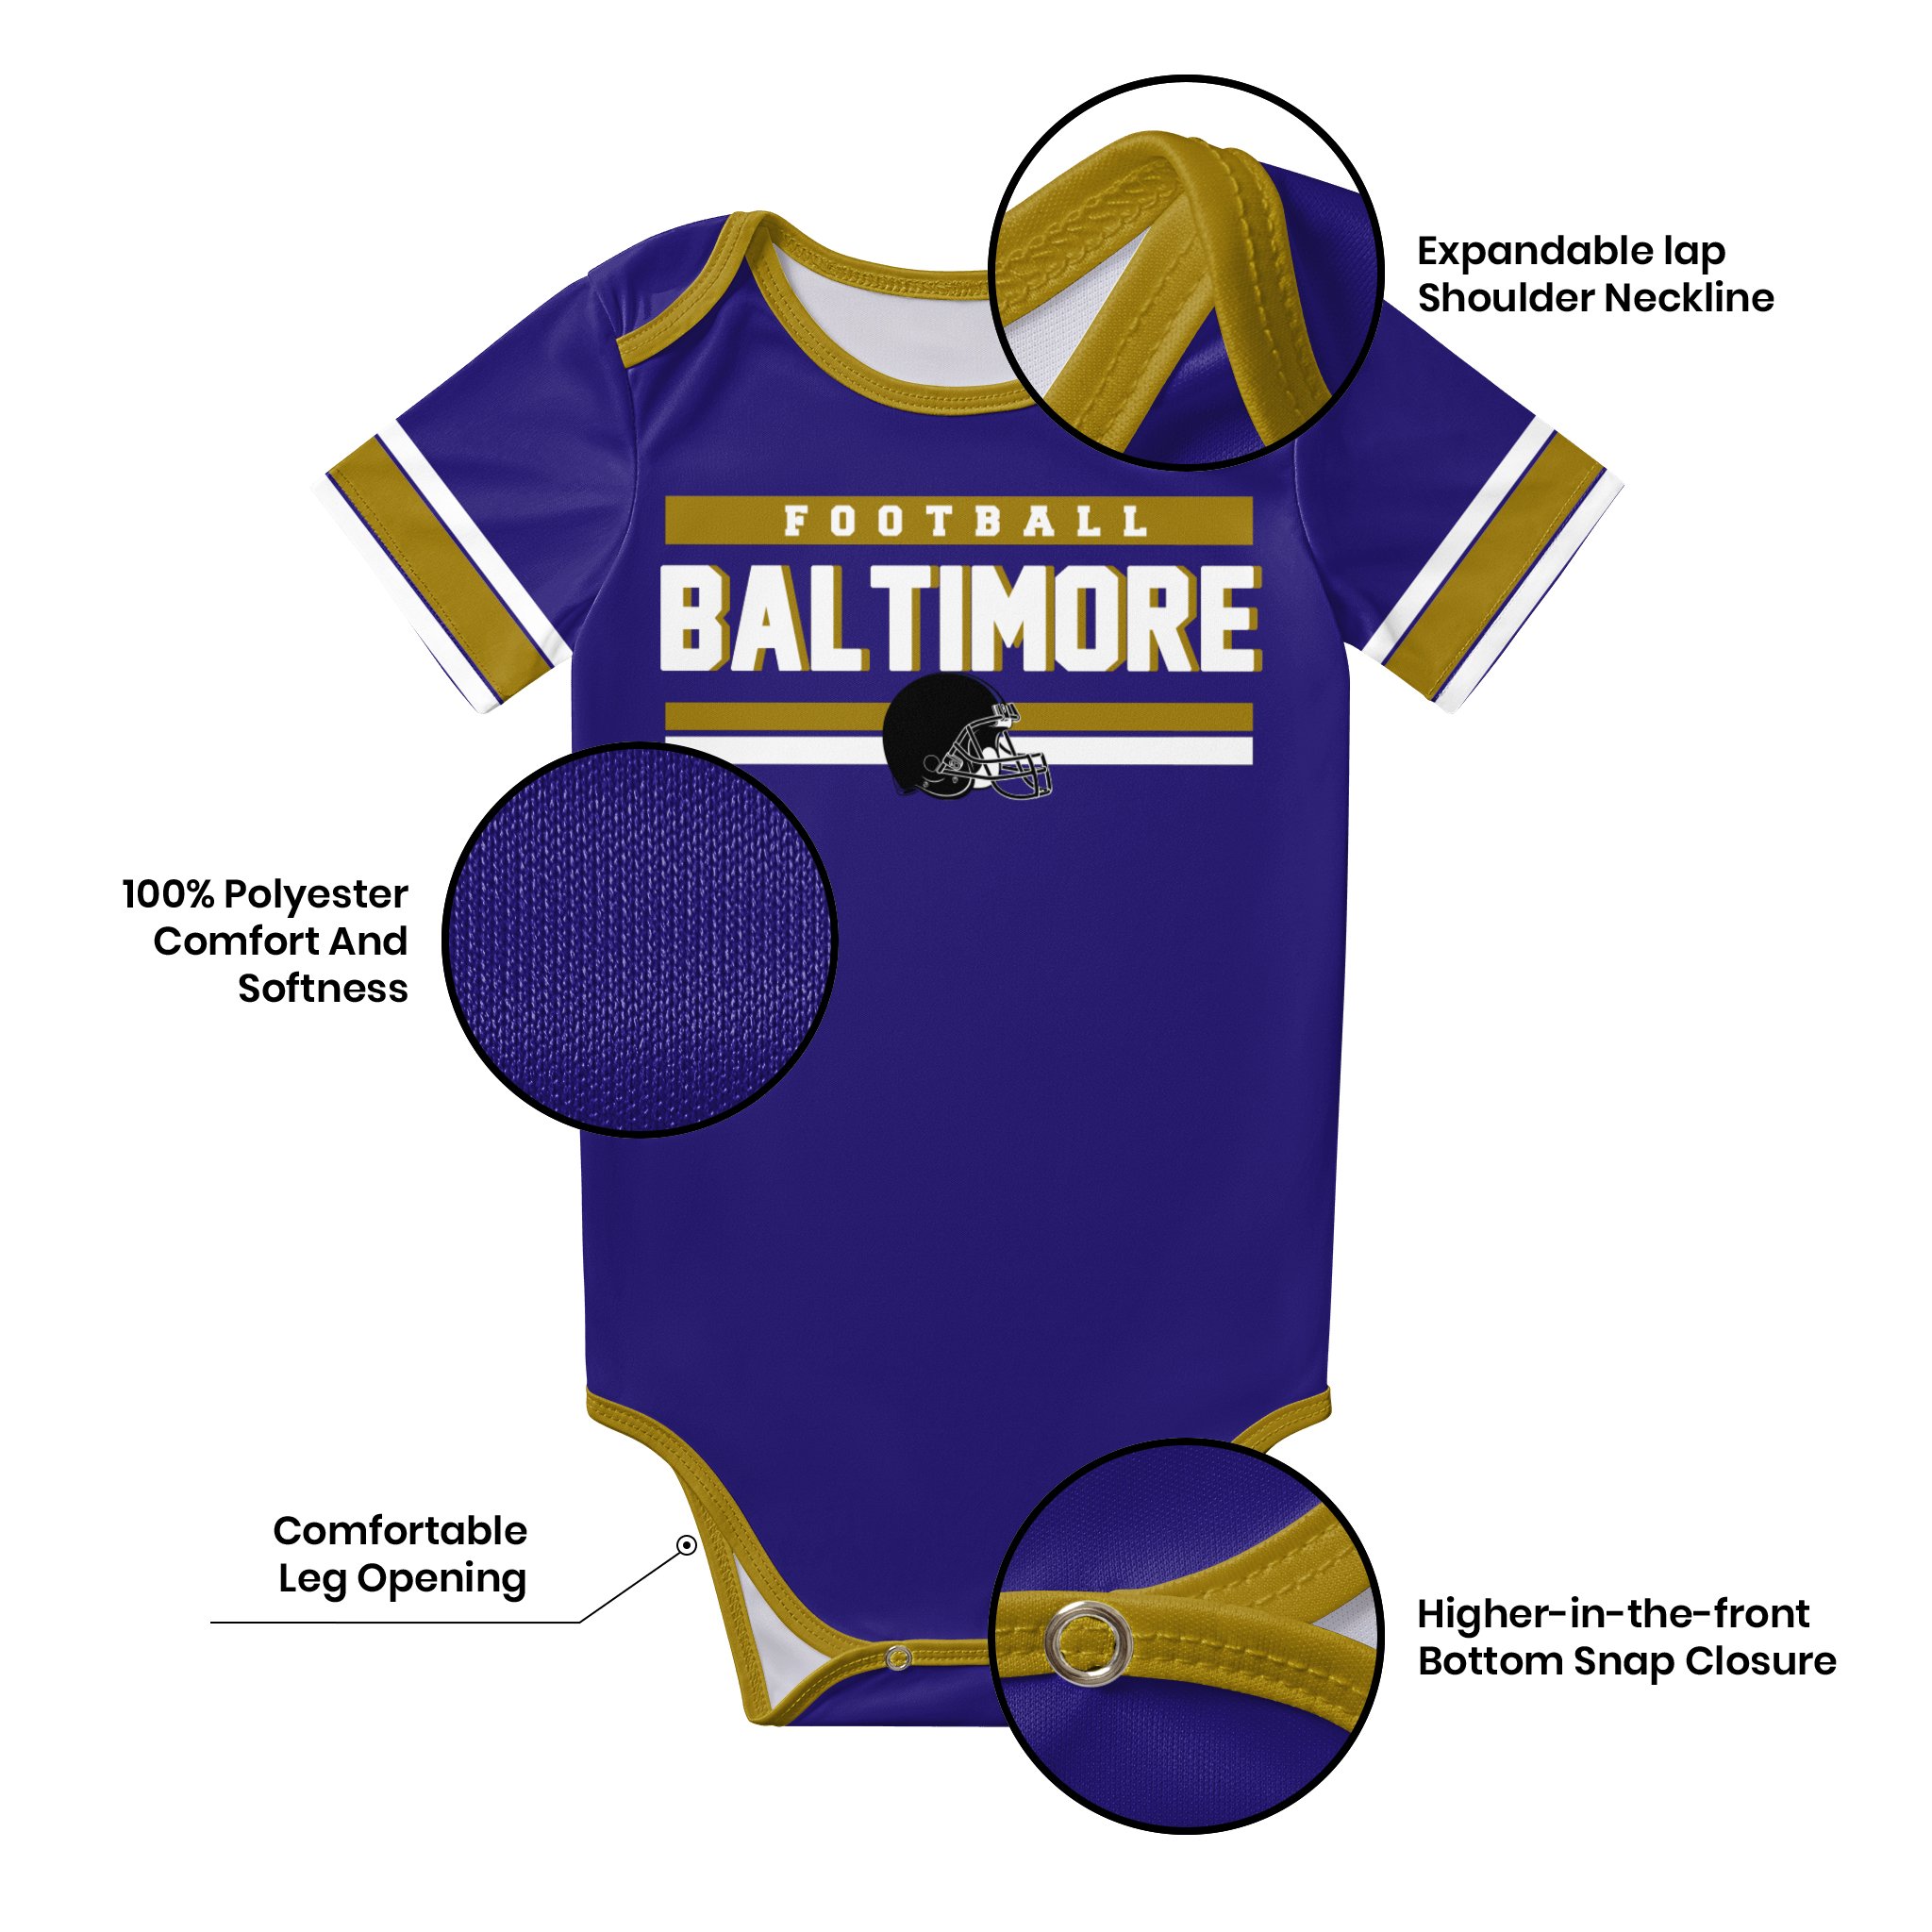 Expandable lap
Shoulder Neckline
FOOTBALL
BALTIMORE
100% Polyester
Comfort And
Softness
Comfortable
Leg Opening
Higher-in-the-front
Bottom Snap Closure